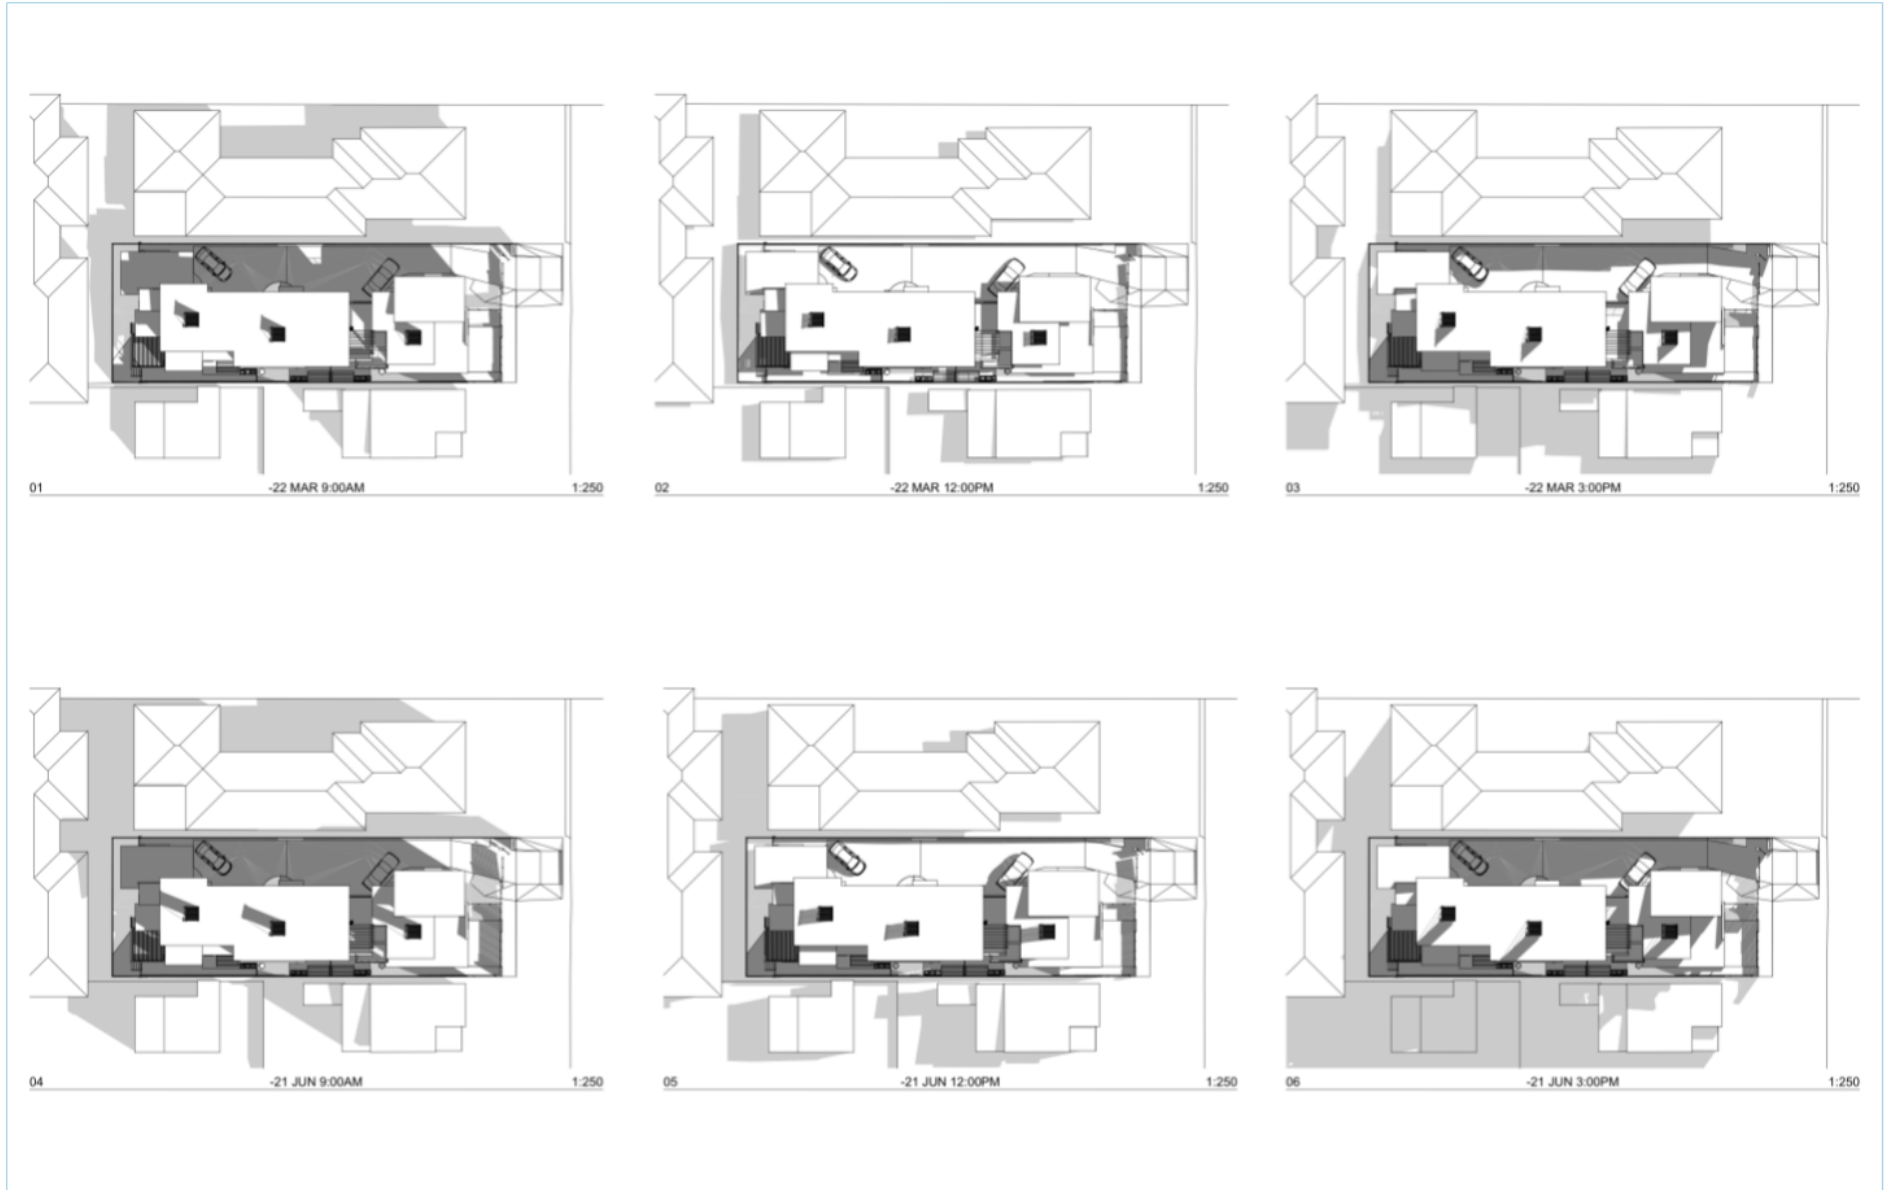 01 -22 MAR 9:00AM 1:250
02 -22 MAR 12:00PM 1:250
03 -22 MAR 3:00PM 1:250
04 -21 JUN 9:00AM 1:250
05 -21 JUN 12:00PM 1:250
06 -21 JUN 3:00PM 1:250